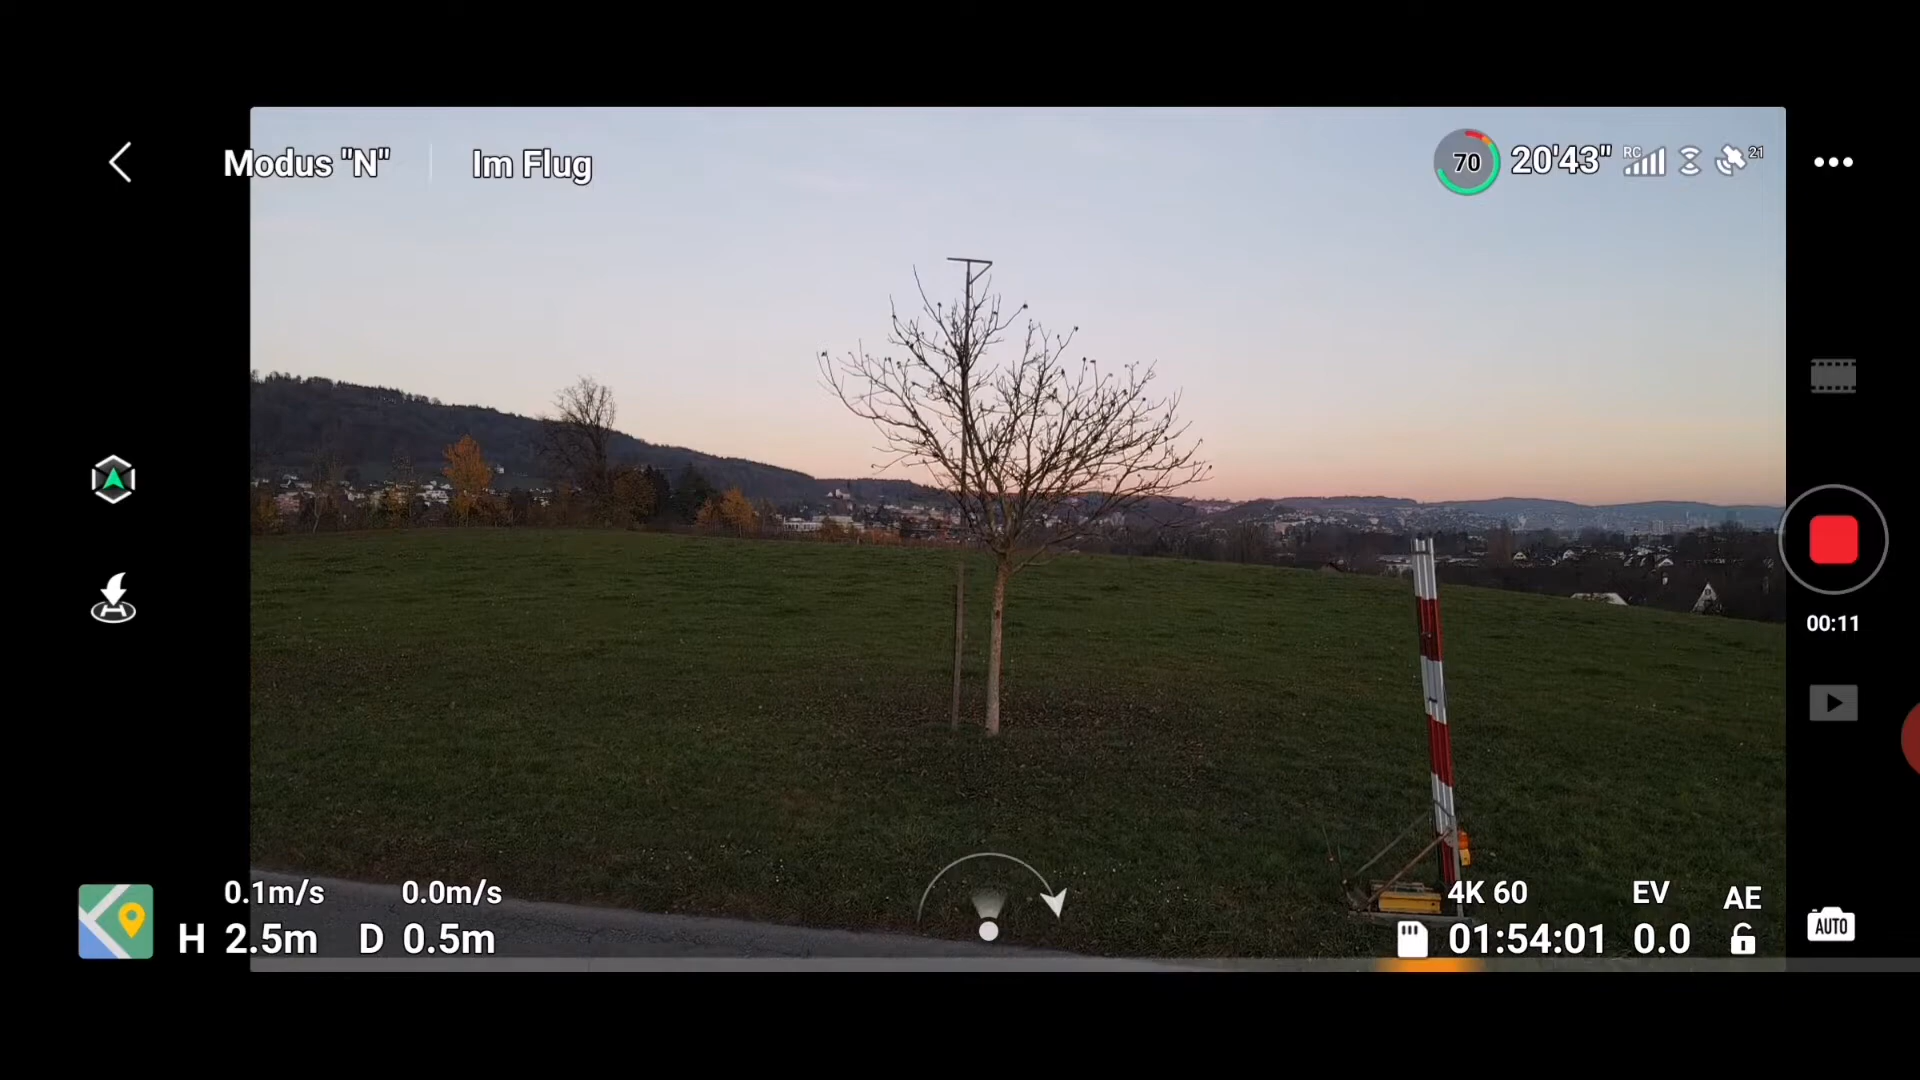 Modus "N" Im Flug
70 20'43" RC 21
00:11
0.1m/s 0.0m/s
H 2.5m D 0.5m
4K 60 EV AE
01:54:01 0.0
AUTO